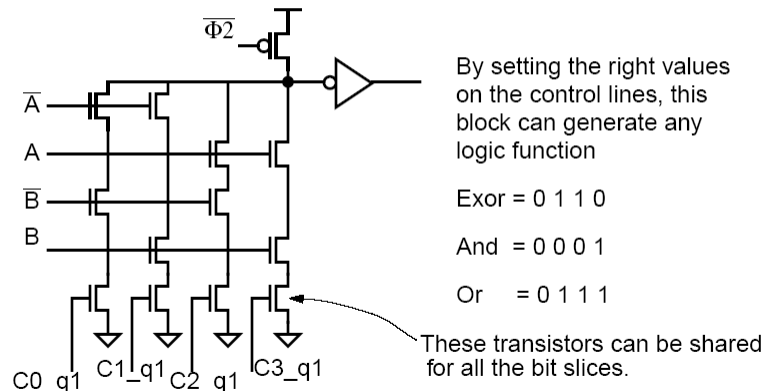 Φ2
A
A
B
B
C0_q1
C1_q1
C2_q1
C3_q1
By setting the right values
on the control lines, this
block can generate any
logic function
Exor = 0 1 1 0
And = 0 0 0 1
Or = 0 1 1 1
These transistors can be shared
for all the bit slices.